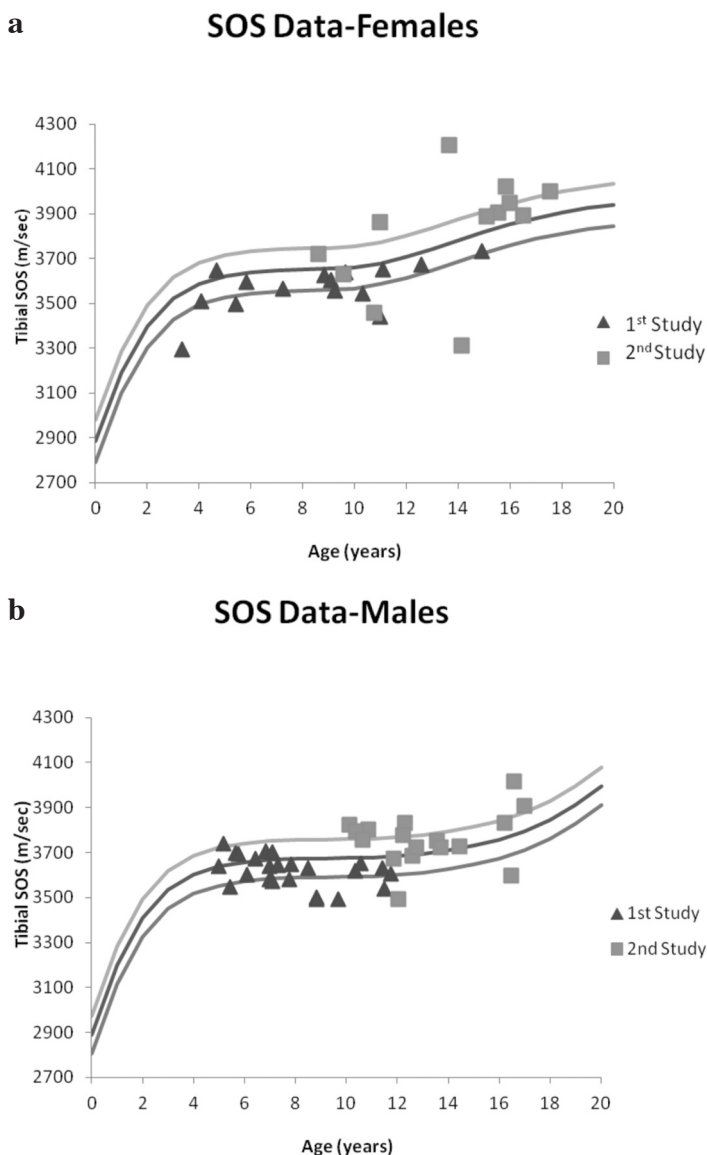 a
SOS Data-Females
4300
4100
3900
3700
3500
3300
3100
2900
2700
Tibial SOS (m/sec)
1st Study
2nd Study
0 2 4 6 8 10 12 14 16 18 20
Age (years)
b
SOS Data-Males
4300
4100
3900
3700
3500
3300
3100
2900
2700
Tibial SOS (m/sec)
1st Study
2nd Study
0 2 4 6 8 10 12 14 16 18 20
Age (years)